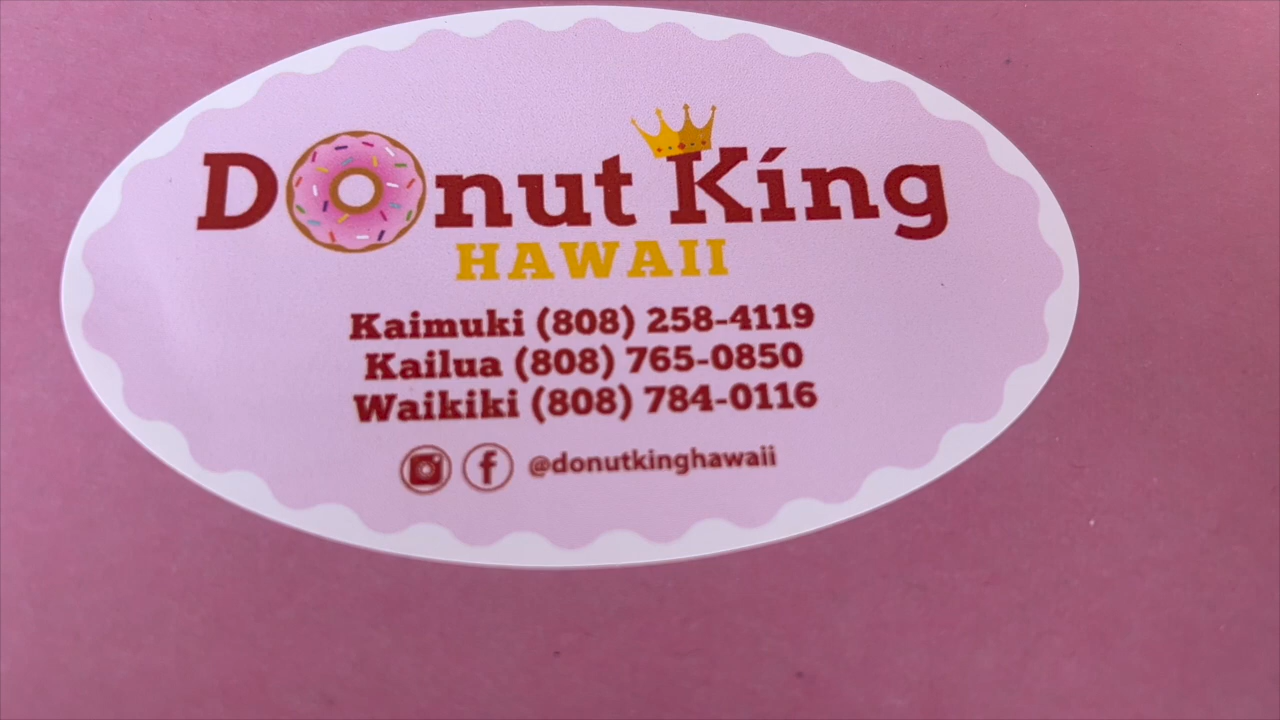 Donut King
HAWAII
Kaimuki (808) 258-4119
Kailua (808) 765-0850
Waikiki (808) 784-0116
@donutkinghawaii